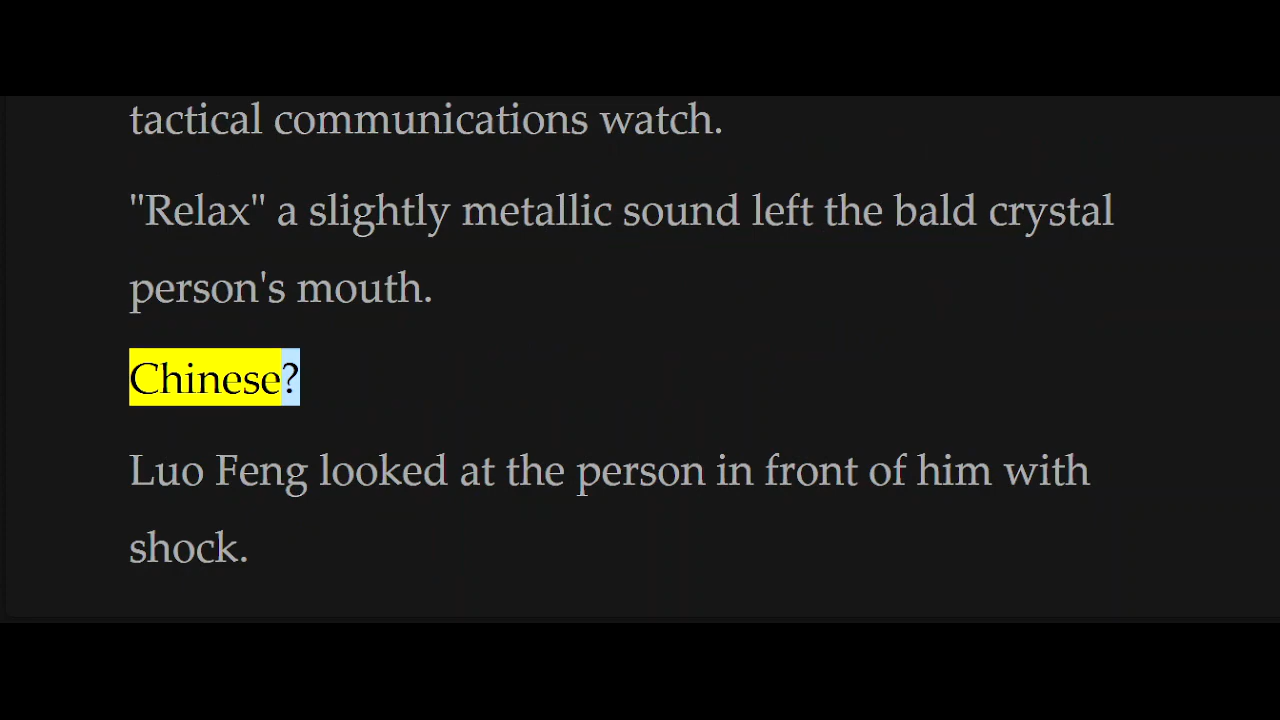 tactical communications watch.
"Relax" a slightly metallic sound left the bald crystal
person's mouth.
Chinese?
Luo Feng looked at the person in front of him with
shock.